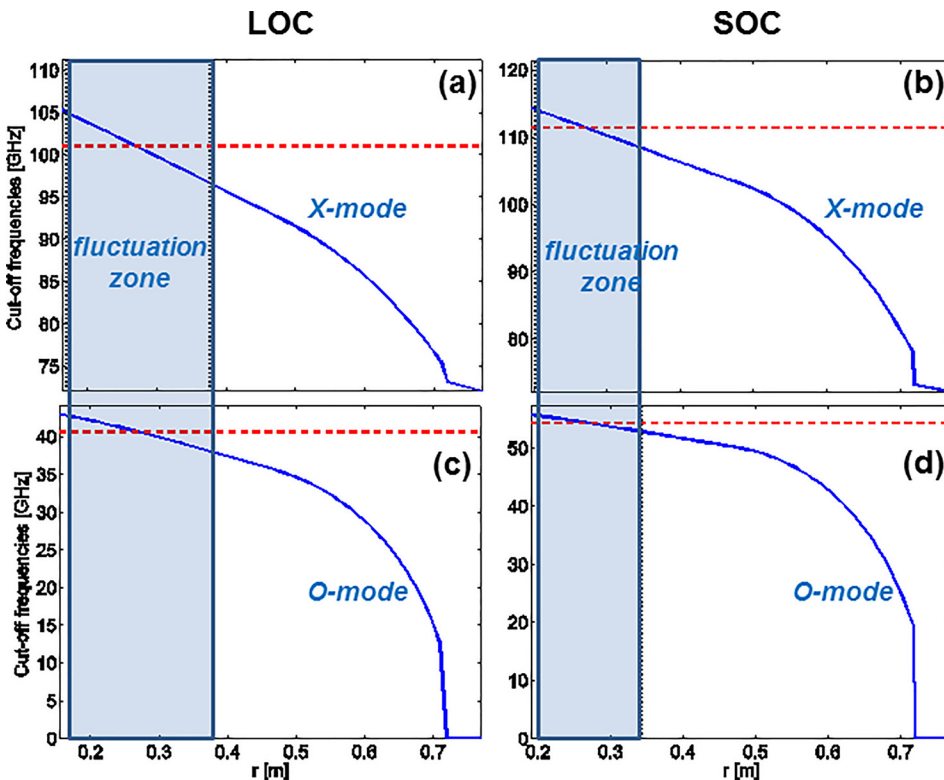 LOC
SOC
(a)
110
105
100
95
90
85
80
75
Cut-off frequencies [GHz]
X-mode
fluctuation
zone
(b)
120
110
100
90
80
X-mode
fluctuation
zone
(c)
40
35
30
25
20
15
10
5
0
Cut-off frequencies [GHz]
O-mode
0.2 0.3 0.4 0.5 0.6 0.7
r [m]
(d)
50
40
30
20
10
0
O-mode
0.2 0.3 0.4 0.5 0.6 0.7
r [m]